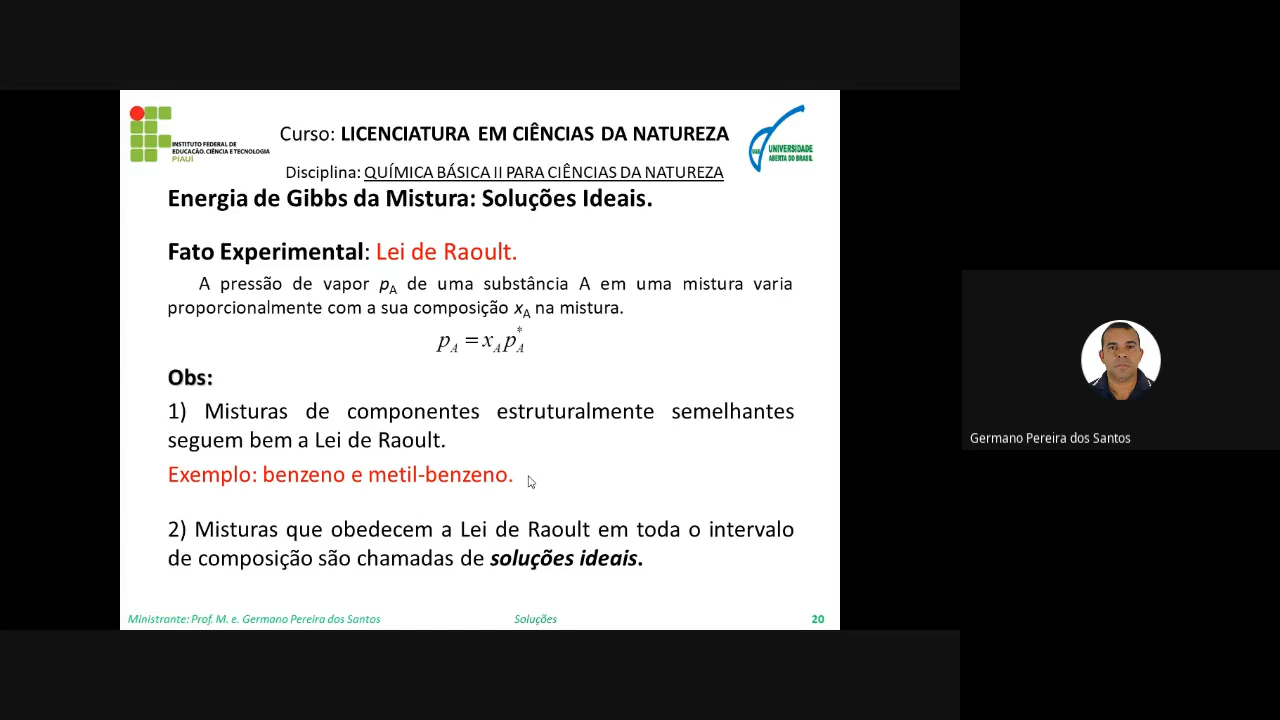 INSTITUTO FEDERAL DE
EDUCAÇÃO, CIÊNCIA E TECNOLOGIA
PIAUÍ
Curso: LICENCIATURA EM CIÊNCIAS DA NATUREZA
UAB
UNIVERSIDADE
ABERTA DO BRASIL
Disciplina: QUÍMICA BÁSICA II PARA CIÊNCIAS DA NATUREZA
Energia de Gibbs da Mistura: Soluções Ideais.
Fato Experimental: Lei de Raoult.
A pressão de vapor pA de uma substância A em uma mistura varia
proporcionalmente com a sua composição xA na mistura.
pA = xA pA*
Obs:
1) Misturas de componentes estruturalmente semelhantes
seguem bem a Lei de Raoult.
Exemplo: benzeno e metil-benzeno.
2) Misturas que obedecem a Lei de Raoult em toda o intervalo
de composição são chamadas de soluções ideais.
Ministrante: Prof. M. e. Germano Pereira dos Santos
Soluções
20
Germano Pereira dos Santos